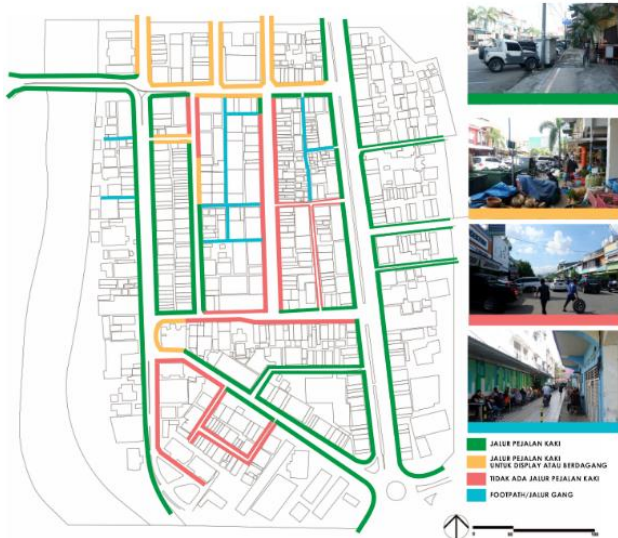 JALUR PEJALAN KAKI
JALUR PEJALAN KAKI
UNTUK DISPLAY ATAU BERDAGANG
TIDAK ADA JALUR PEJALAN KAKI
FOOTPATH/JALUR GANG